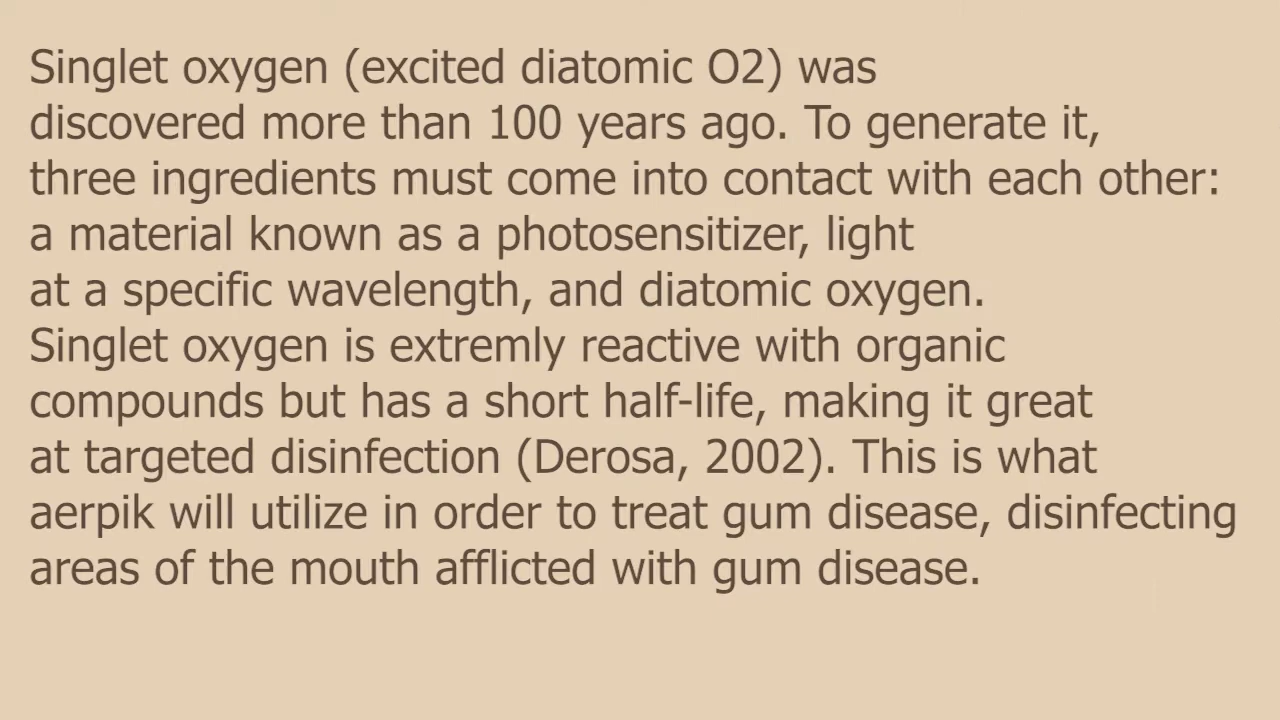 Singlet oxygen (excited diatomic O2) was
discovered more than 100 years ago. To generate it,
three ingredients must come into contact with each other:
a material known as a photosensitizer, light
at a specific wavelength, and diatomic oxygen.
Singlet oxygen is extremly reactive with organic
compounds but has a short half-life, making it great
at targeted disinfection (Derosa, 2002). This is what
aerpik will utilize in order to treat gum disease, disinfecting
areas of the mouth afflicted with gum disease.